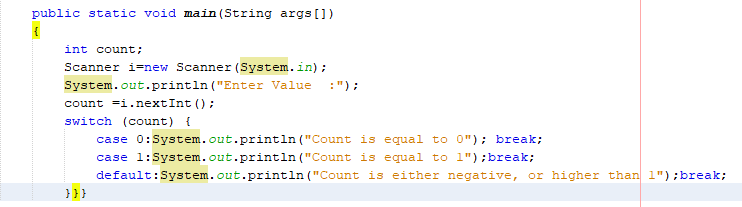 public static void main(String args[])
{
int count;
Scanner i=new Scanner(System.in);
System.out.println("Enter Value  :");
count =i.nextInt();
switch (count) {
case 0:System.out.println("Count is equal to 0"); break;
case 1:System.out.println("Count is equal to 1");break;
default:System.out.println("Count is either negative, or higher than 1");break;
}}}